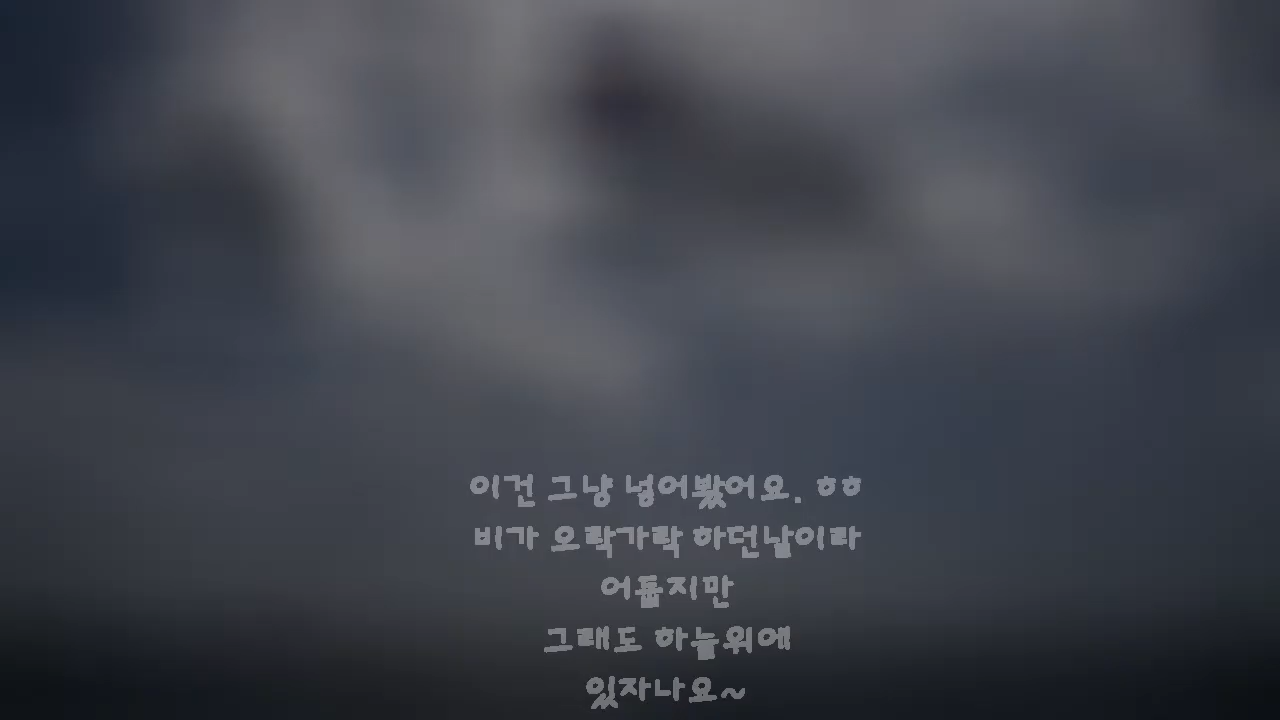 이건 그냥 넣어봤어요. ㅎㅎ
비가 오락가락 하던날이라
어둡지만
그래도 하늘위에
있자나요~